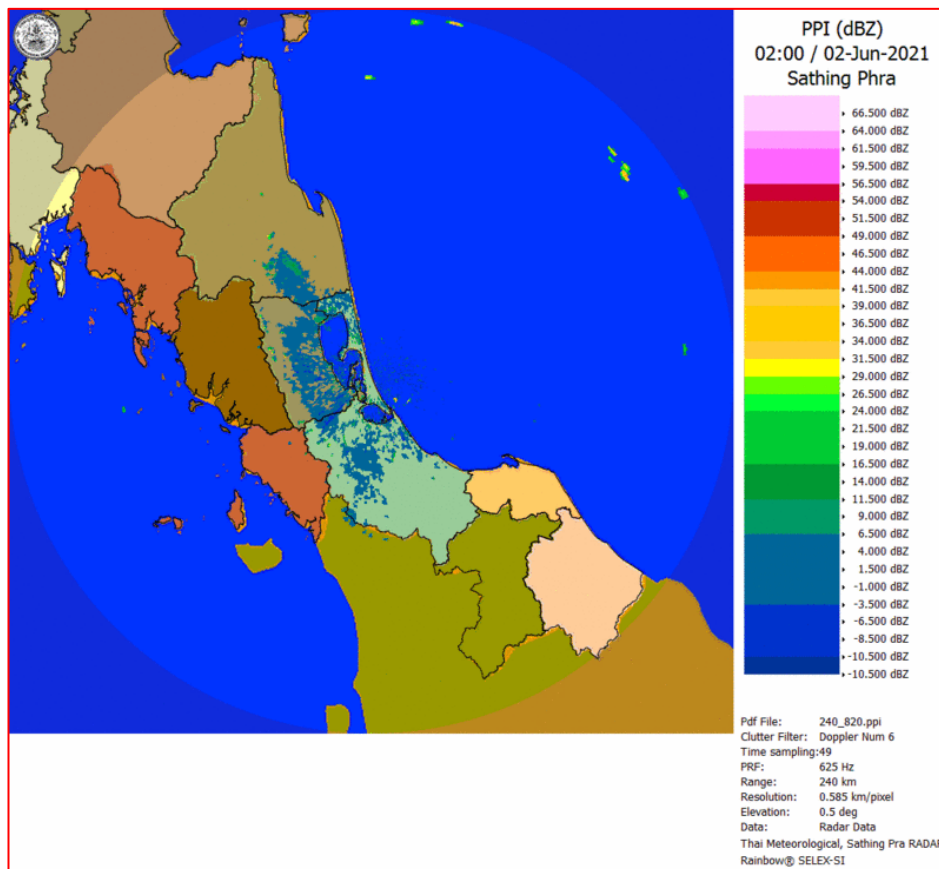 PPI (dBZ)
02:00 / 02-Jun-2021
Sathing Phra
66.500 dBZ
64.000 dBZ
61.500 dBZ
59.500 dBZ
56.500 dBZ
54.000 dBZ
51.500 dBZ
49.000 dBZ
46.500 dBZ
44.000 dBZ
41.500 dBZ
39.000 dBZ
36.500 dBZ
34.000 dBZ
31.500 dBZ
29.000 dBZ
26.500 dBZ
24.000 dBZ
21.500 dBZ
19.000 dBZ
16.500 dBZ
14.000 dBZ
11.500 dBZ
9.000 dBZ
6.500 dBZ
4.000 dBZ
1.500 dBZ
-1.000 dBZ
-3.500 dBZ
-6.500 dBZ
-8.500 dBZ
-10.500 dBZ
-10.500 dBZ
Pdf File: 240_820.ppi
Clutter Filter: Doppler Num 6
Time sampling:49
PRF: 625 Hz
Range: 240 km
Resolution: 0.585 km/pixel
Elevation: 0.5 deg
Data: Radar Data
Thai Meteorological, Sathing Pra RADAR
Rainbow® SELEX-SI